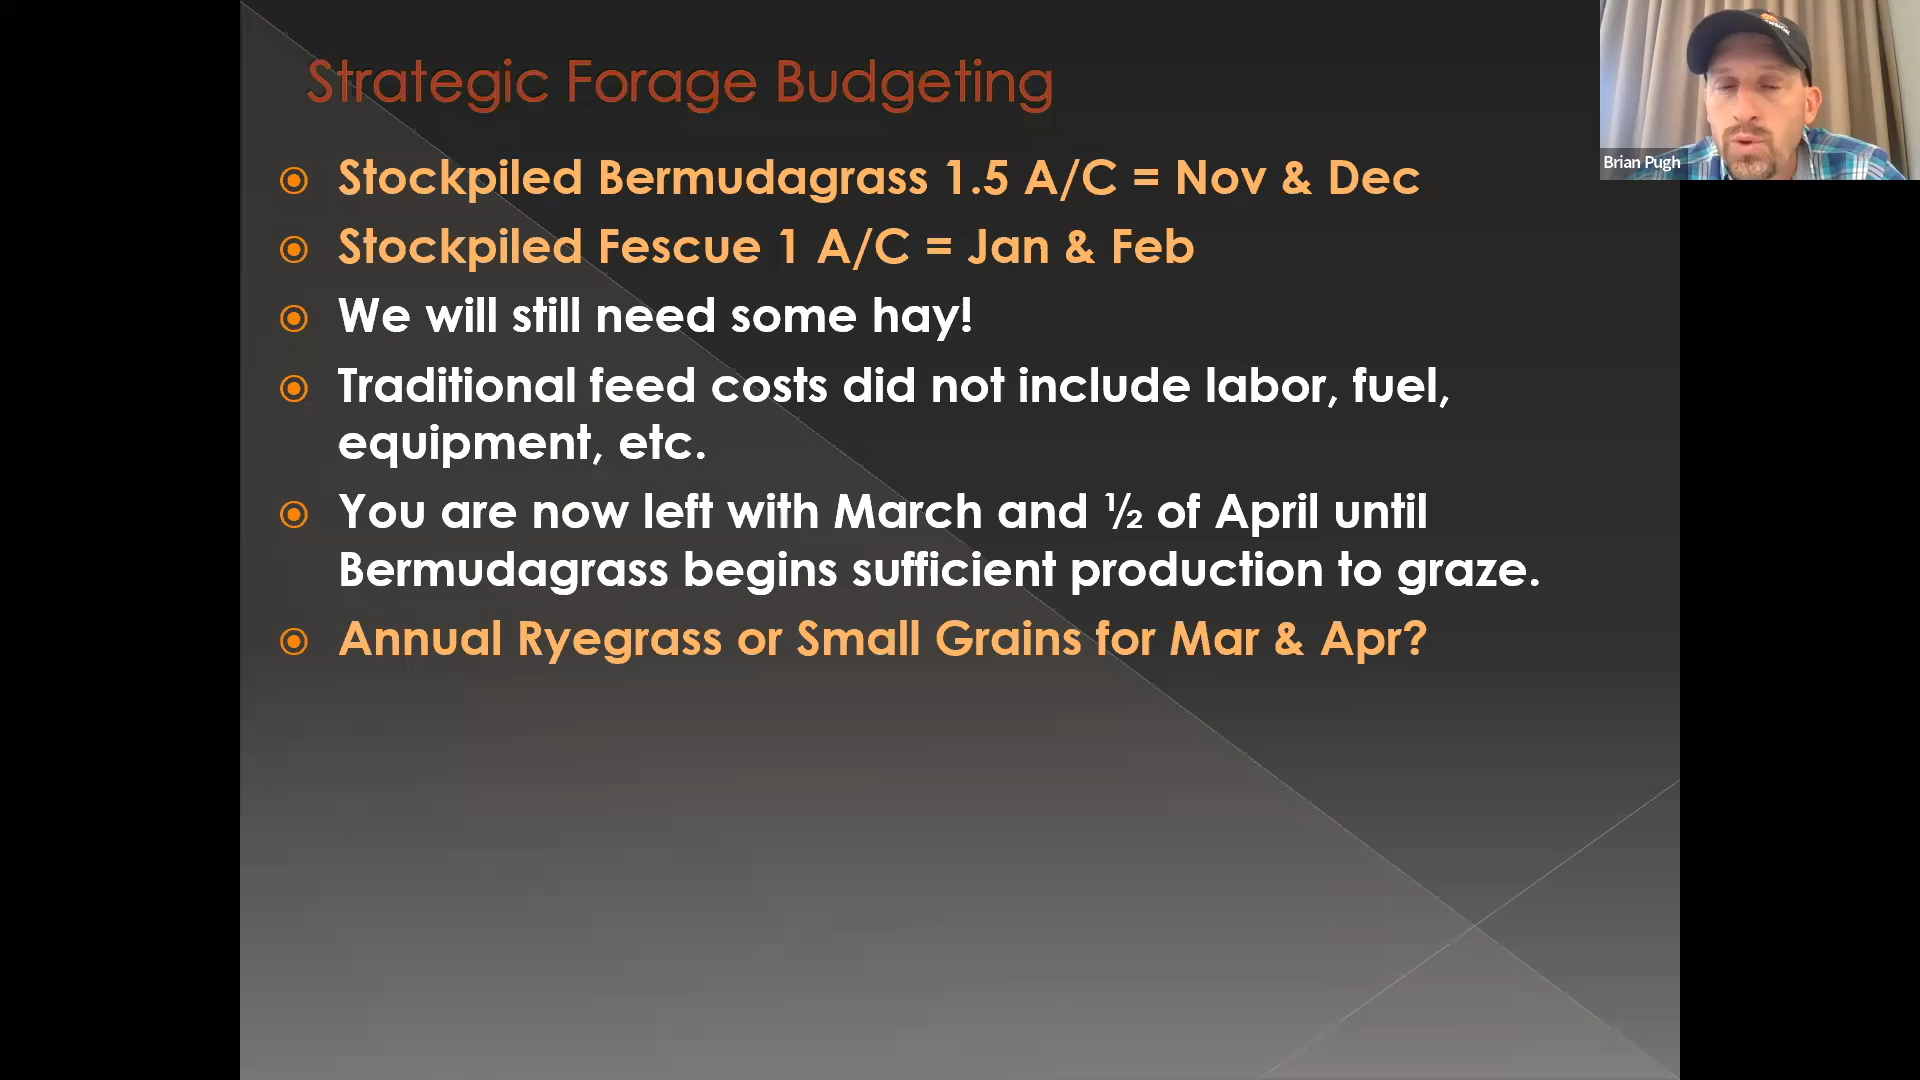 Strategic Forage Budgeting
Stockpiled Bermudagrass 1.5 A/C = Nov & Dec
Stockpiled Fescue 1 A/C = Jan & Feb
We will still need some hay!
Traditional feed costs did not include labor, fuel,
equipment, etc.
You are now left with March and ½ of April until
Bermudagrass begins sufficient production to graze.
Annual Ryegrass or Small Grains for Mar & Apr?
Brian Pugh